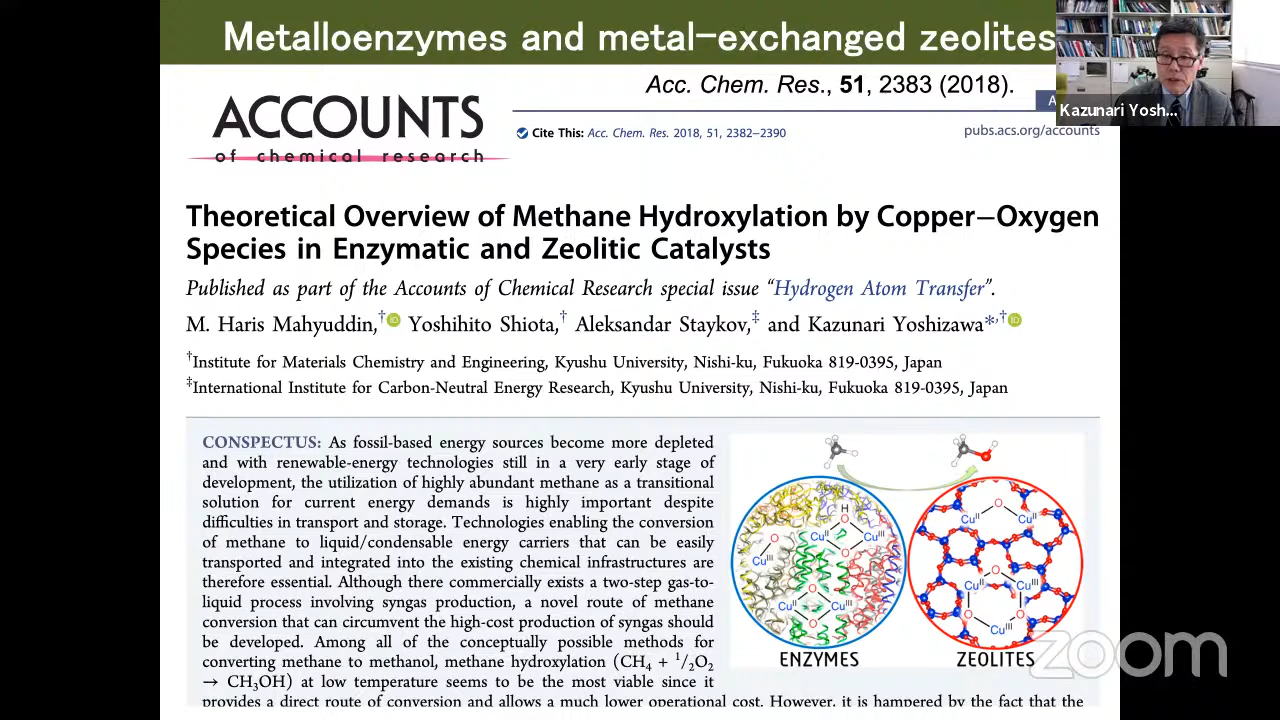 Metalloenzymes and metal-exchanged zeolites
Acc. Chem. Res., 51, 2383 (2018).
Kazunari Yosh...
ACCOUNTS
of chemical research
Cite This: Acc. Chem. Res. 2018, 51, 2382−2390
pubs.acs.org/accounts
Theoretical Overview of Methane Hydroxylation by Copper−Oxygen
Species in Enzymatic and Zeolitic Catalysts
Published as part of the Accounts of Chemical Research special issue “Hydrogen Atom Transfer”.
M. Haris Mahyuddin,† iD Yoshihito Shiota,† Aleksandar Staykov,‡ and Kazunari Yoshizawa*,† iD
†Institute for Materials Chemistry and Engineering, Kyushu University, Nishi-ku, Fukuoka 819-0395, Japan
‡International Institute for Carbon-Neutral Energy Research, Kyushu University, Nishi-ku, Fukuoka 819-0395, Japan
CONSPECTUS: As fossil-based energy sources become more depleted
and with renewable-energy technologies still in a very early stage of
development, the utilization of highly abundant methane as a transitional
solution for current energy demands is highly important despite
difficulties in transport and storage. Technologies enabling the conversion
of methane to liquid/condensable energy carriers that can be easily
transported and integrated into the existing chemical infrastructures are
therefore essential. Although there commercially exists a two-step gas-to-
liquid process involving syngas production, a novel route of methane
conversion that can circumvent the high-cost production of syngas should
be developed. Among all of the conceptually possible methods for
converting methane to methanol, methane hydroxylation (CH4 + 1/2O2
→ CH3OH) at low temperature seems to be the most viable since it
provides a direct route of conversion and allows a much lower operational cost. However, it is hampered by the fact that the
H
O
CuII
CuIII
O
O
CuIII
O
CuII
CuIII
O
ENZYMES
O
CuII
CuII
O
CuII
CuIII
O
O
CuIII
ZEOLITES
zoom